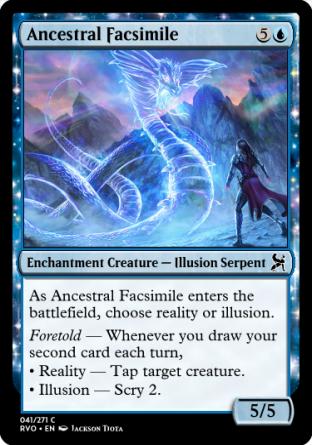 Ancestral Facsimile 5
Enchantment Creature — Illusion Serpent
As Ancestral Facsimile enters the
battlefield, choose reality or illusion.
Foretold — Whenever you draw your
second card each turn,
• Reality — Tap target creature.
• Illusion — Scry 2.
041/271 C
RVO • EN Jackson Tiota
5/5